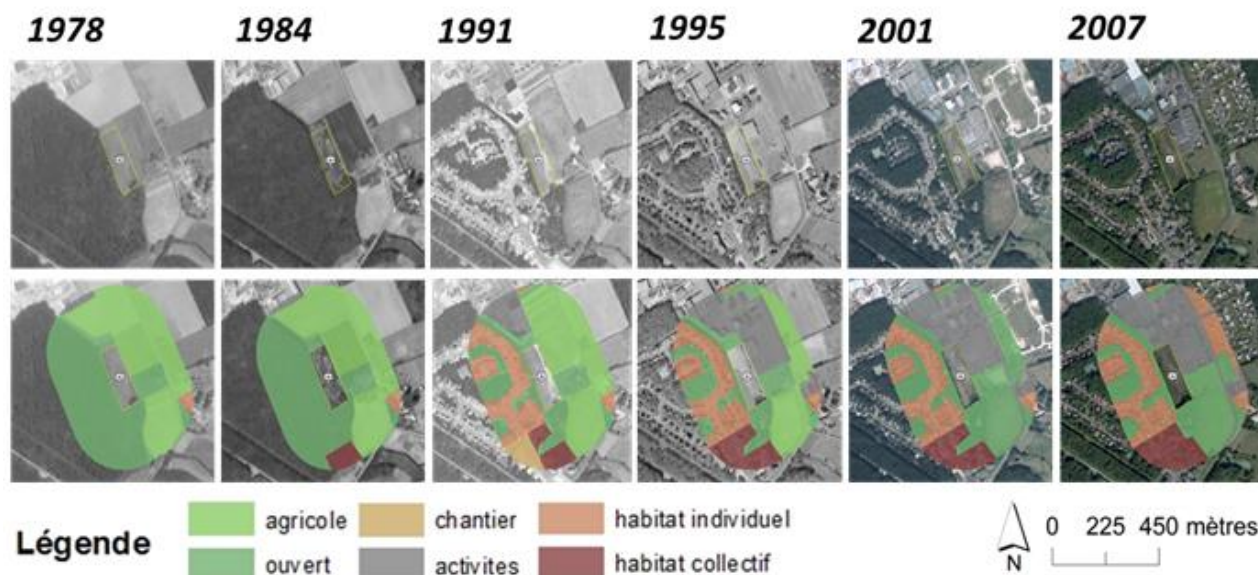 1978 1984 1991 1995 2001 2007
Légende
agricole chantier habitat individuel
ouvert activites habitat collectif
N
0 225 450 mètres